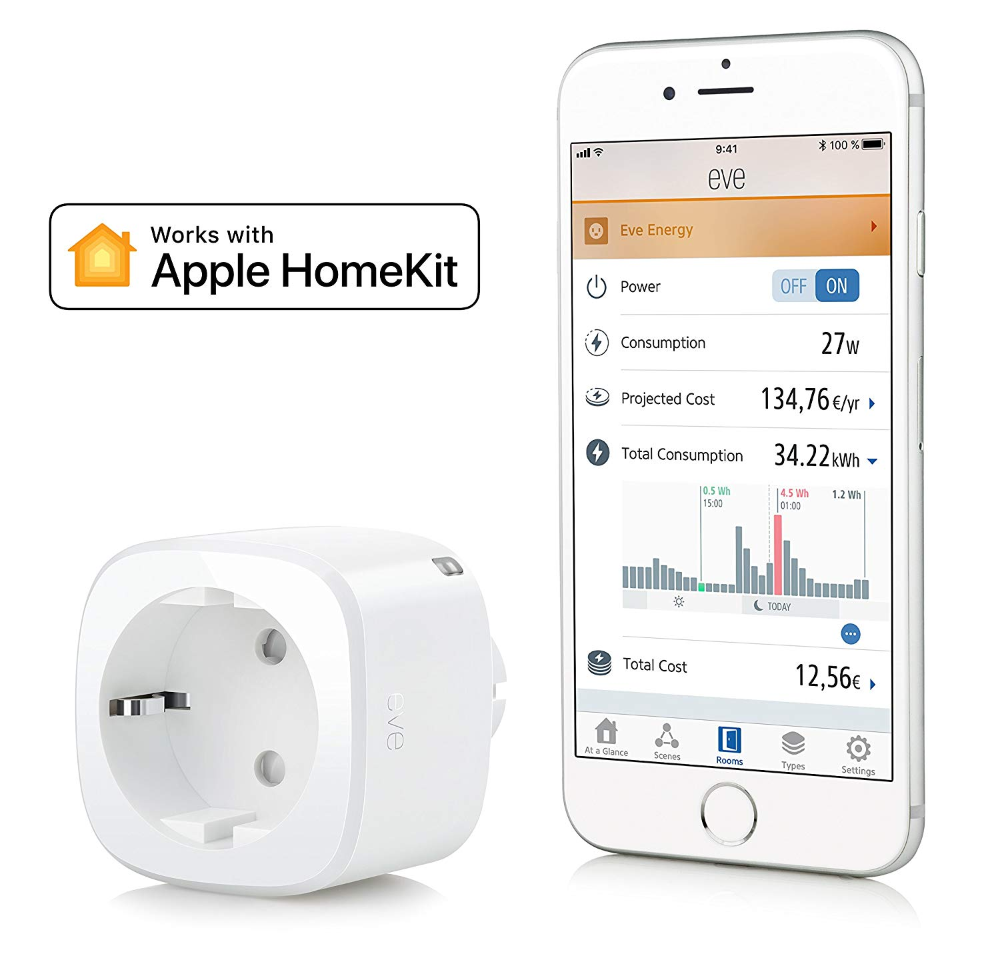 Works with
Apple HomeKit
eve
9:41
100 %
eve
Eve Energy
Power
OFF ON
Consumption
27W
Projected Cost
134,76 €/yr
Total Consumption
34.22 kWh
0.5 Wh
15:00
4.5 Wh
01:00
1.2 Wh
TODAY
Total Cost
12,56€
At a Glance
Scenes
Rooms
Types
Settings